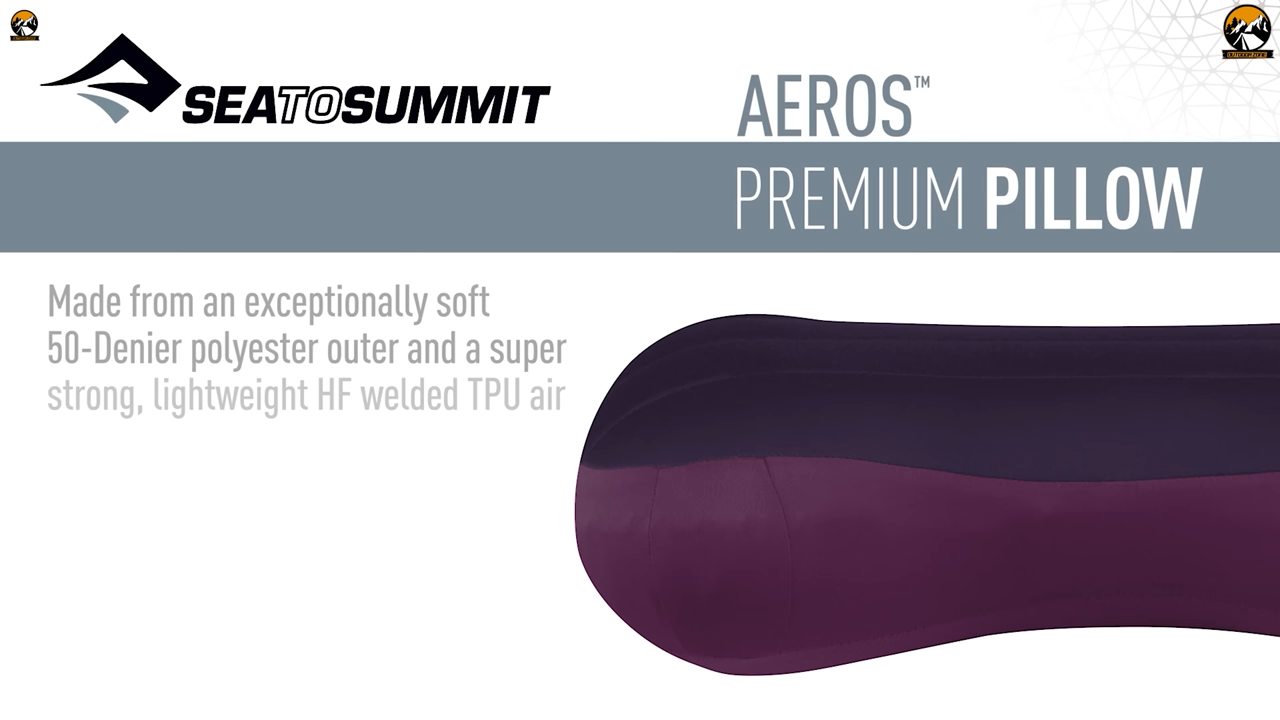 SEATOSUMMIT
AEROS™
PREMIUM PILLOW
Made from an exceptionally soft
50-Denier polyester outer and a super
strong, lightweight HF welded TPU air